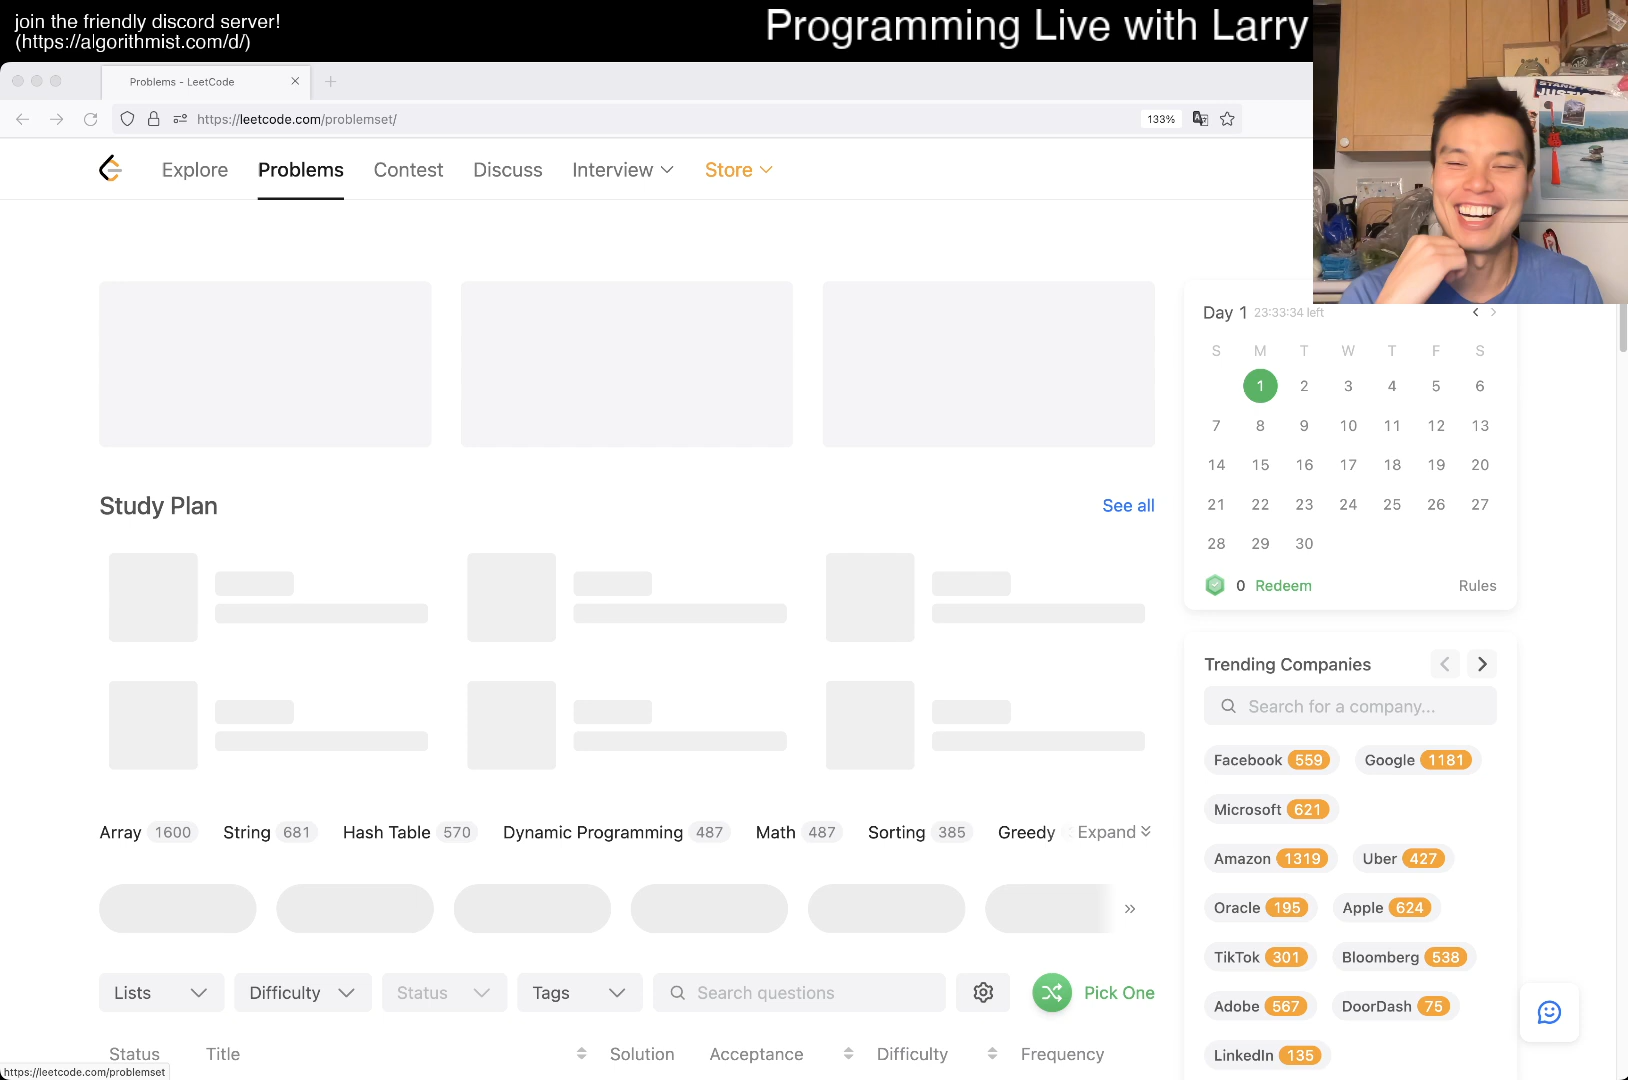 join the friendly discord server!
(https://algorithmist.com/d/)
Programming Live with Larry
Problems - LeetCode
https://leetcode.com/problemset/
133%
Explore Problems Contest Discuss Interview Store
Day 1 23:33:34 left
S M T W T F S
1 2 3 4 5 6
7 8 9 10 11 12 13
14 15 16 17 18 19 20
21 22 23 24 25 26 27
28 29 30
0 Redeem Rules
Study Plan See all
Trending Companies
Search for a company...
Facebook 559 Google 1181
Microsoft 621
Amazon 1319 Uber 427
Oracle 195 Apple 624
TikTok 301 Bloomberg 538
Adobe 567 DoorDash 75
LinkedIn 135
Array 1600 String 681 Hash Table 570 Dynamic Programming 487 Math 487 Sorting 385 Greedy Expand
Lists Difficulty Status Tags Search questions Pick One
Status Title Solution Acceptance Difficulty Frequency
https://leetcode.com/problemset